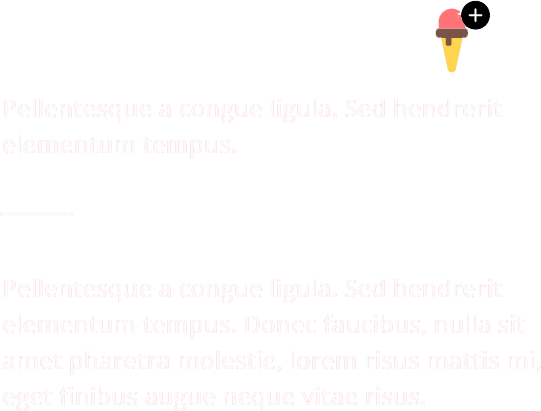 Pellentesque a congue ligula. Sed hendrerit
elementum tempus.
Pellentesque a congue ligula. Sed hendrerit
elementum tempus. Donec faucibus, nulla sit
amet pharetra molestie, lorem risus mattis mi,
eget finibus augue neque vitae risus.